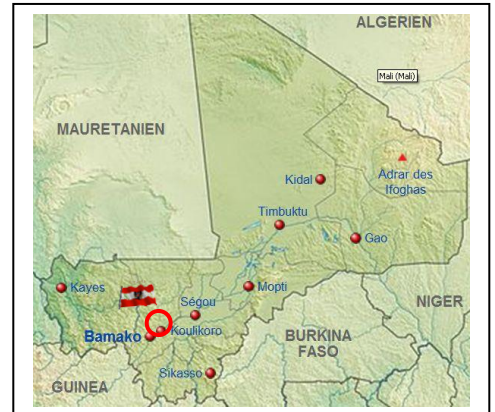 ALGERIEN
Mali (Mali)
MAURETANIEN
Adrar des
Ifoghas
Kidal
Timbuktu
Gao
Kayes
Mopti
NIGER
Ségou
Koulikoro
Bamako
BURKINA
FASO
Sikasso
GUINEA